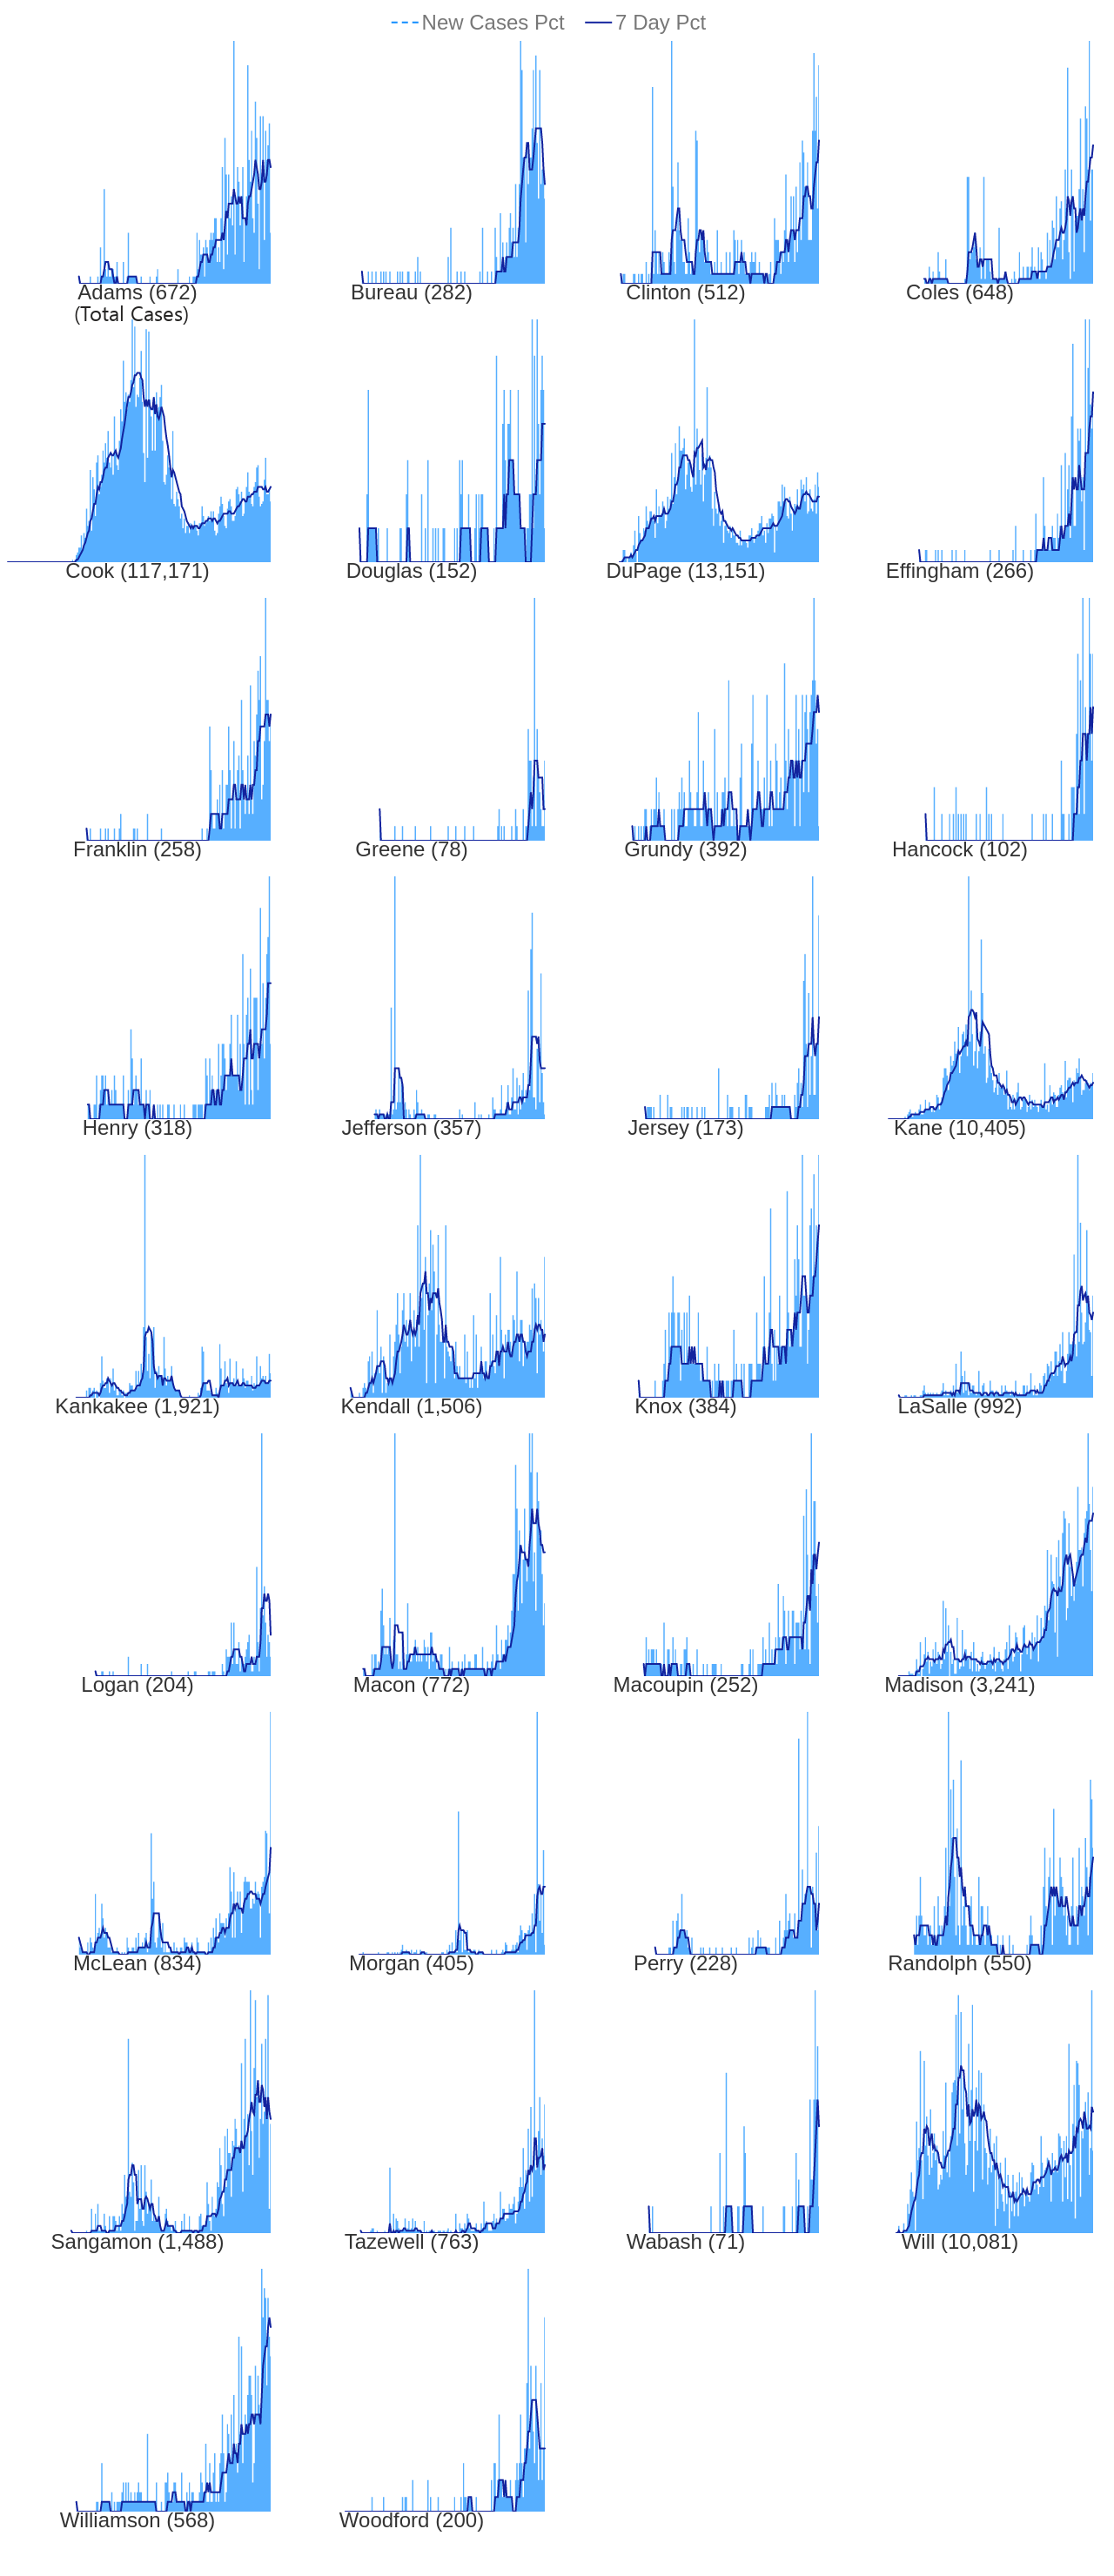 New Cases Pct 7 Day Pct
Adams (672) Bureau (282) Clinton (512) Coles (648)
(Total Cases)
Cook (117,171) Douglas (152) DuPage (13,151) Effingham (266)
Franklin (258) Greene (78) Grundy (392) Hancock (102)
Henry (318) Jefferson (357) Jersey (173) Kane (10,405)
Kankakee (1,921) Kendall (1,506) Knox (384) LaSalle (992)
Logan (204) Macon (772) Macoupin (252) Madison (3,241)
McLean (834) Morgan (405) Perry (228) Randolph (550)
Sangamon (1,488) Tazewell (763) Wabash (71) Will (10,081)
Williamson (568) Woodford (200)